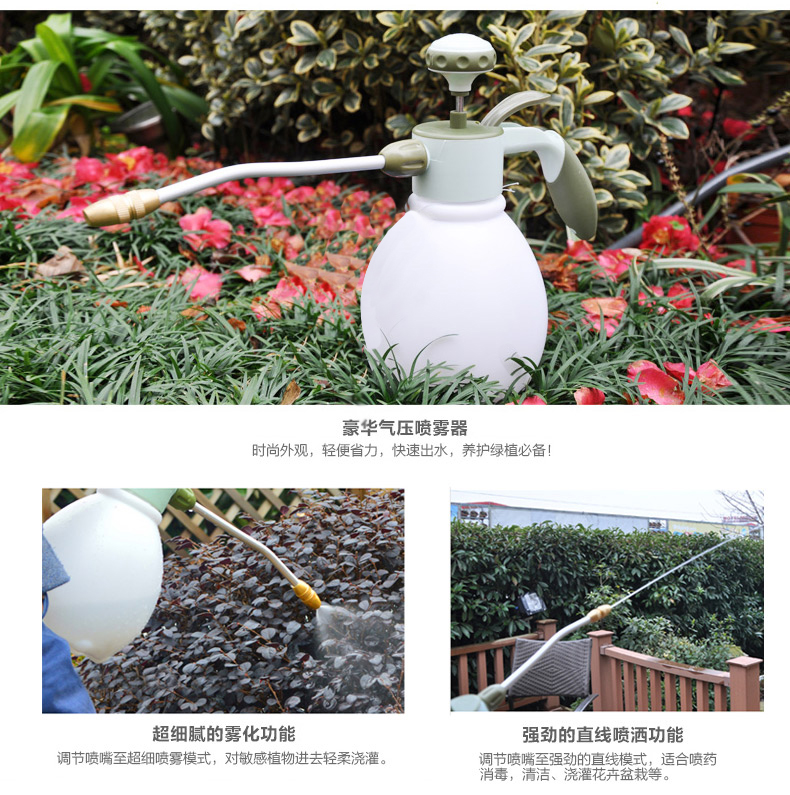 豪华气压喷雾器
时尚外观，轻便省力，快速出水，养护绿植必备！
超细腻的雾化功能
调节喷嘴至超细喷雾模式，对敏感植物进去轻柔浇灌。
强劲的直线喷洒功能
调节喷嘴至强劲的直线模式，适合喷药
消毒，清洁、浇灌花卉盆栽等。